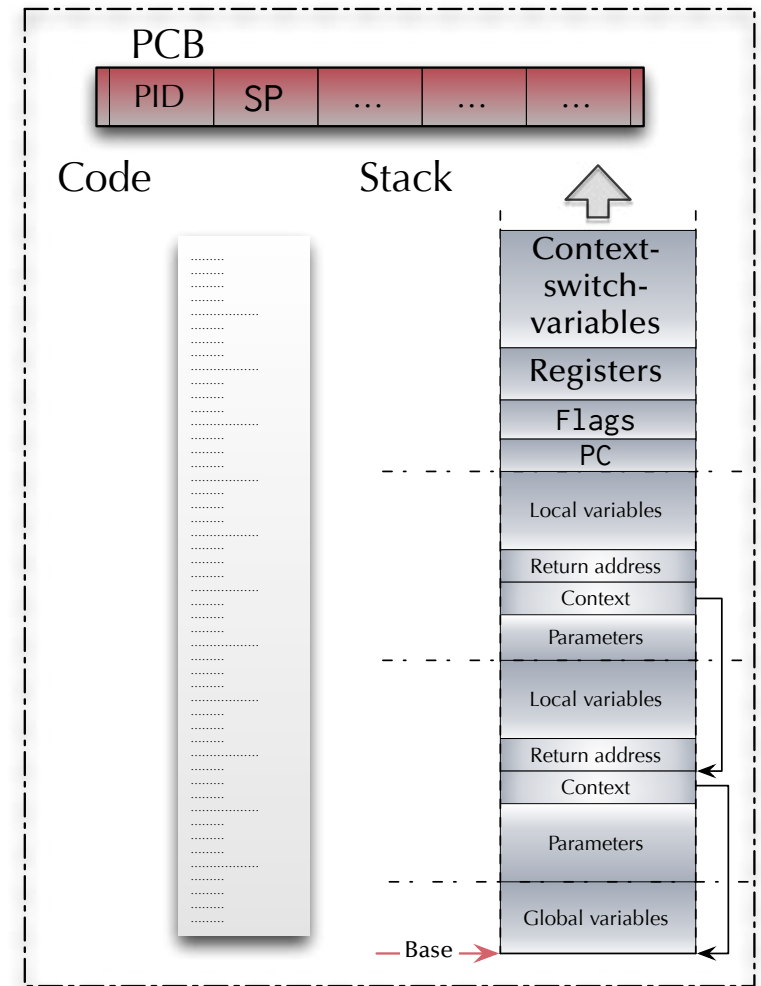 PCB
PID SP ... ... ...
Code
Stack
Context-
switch-
variables
Registers
Flags
PC
Local variables
Return address
Context
Parameters
Local variables
Return address
Context
Parameters
Global variables
Base